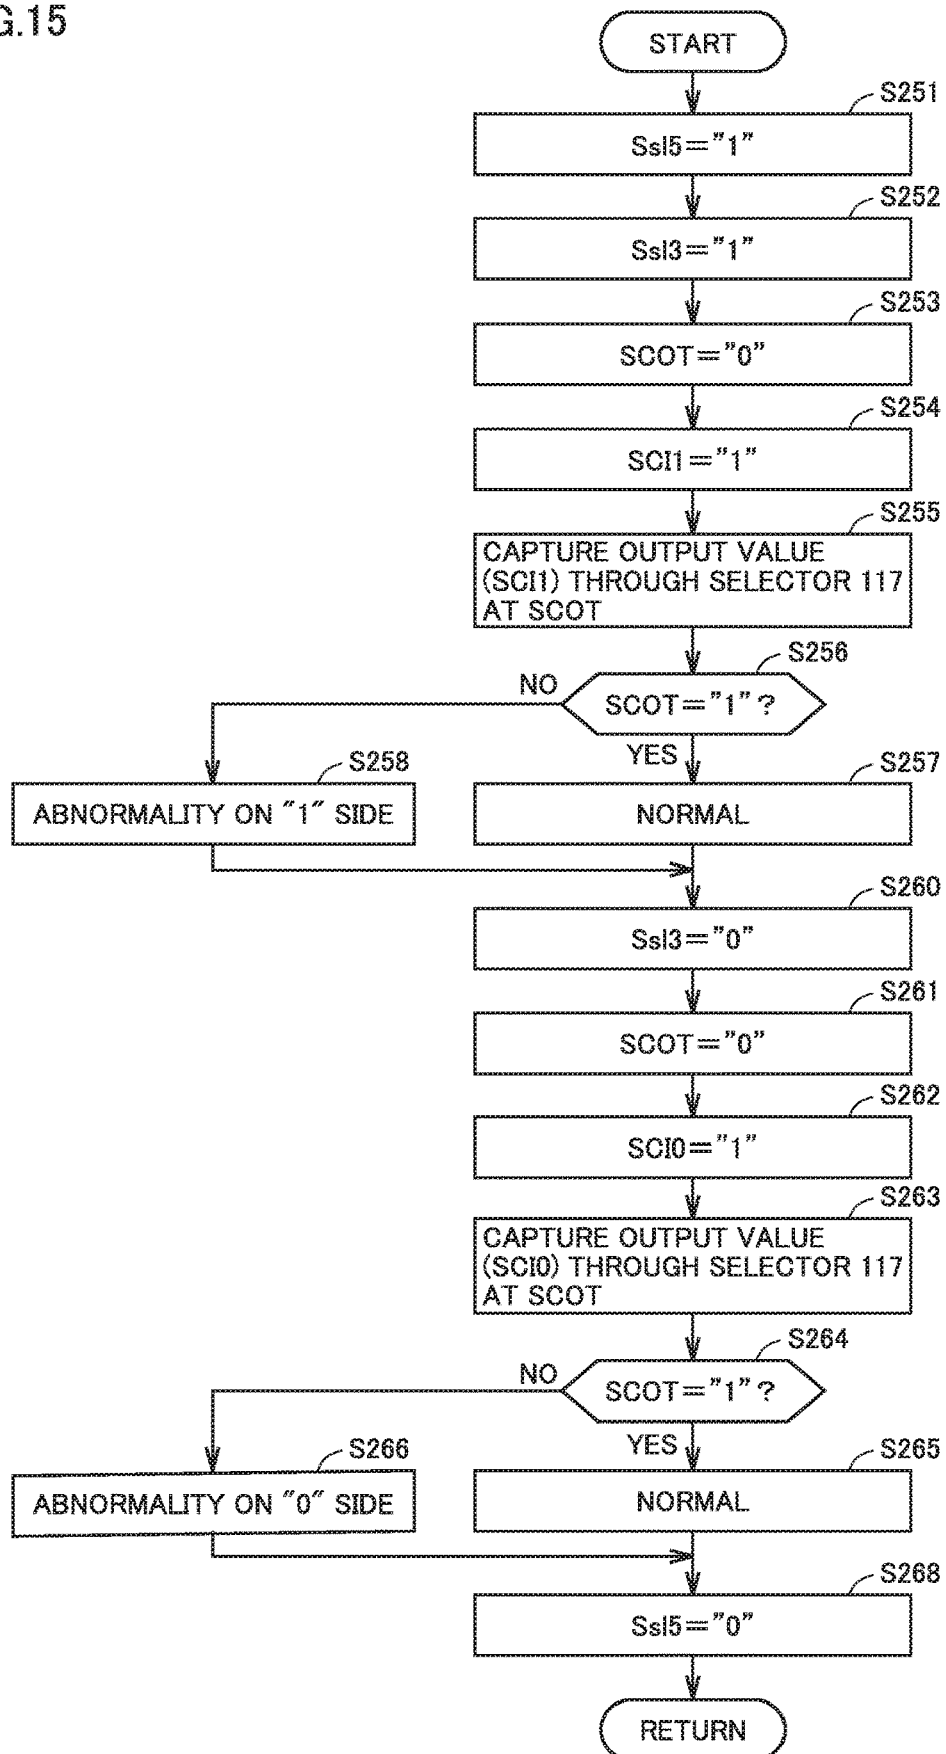 G.15
START
S251
Ssl5="1"
S252
Ssl3="1"
S253
SCOT="0"
S254
SCI1="1"
S255
CAPTURE OUTPUT VALUE
(SCI1) THROUGH SELECTOR 117
AT SCOT
S256
NO
SCOT="1"?
YES
S258
S257
ABNORMALITY ON "1" SIDE
NORMAL
S260
Ssl3="0"
S261
SCOT="0"
S262
SCI0="1"
S263
CAPTURE OUTPUT VALUE
(SCI0) THROUGH SELECTOR 117
AT SCOT
S264
NO
SCOT="1"?
YES
S266
S265
ABNORMALITY ON "0" SIDE
NORMAL
S268
Ssl5="0"
RETURN